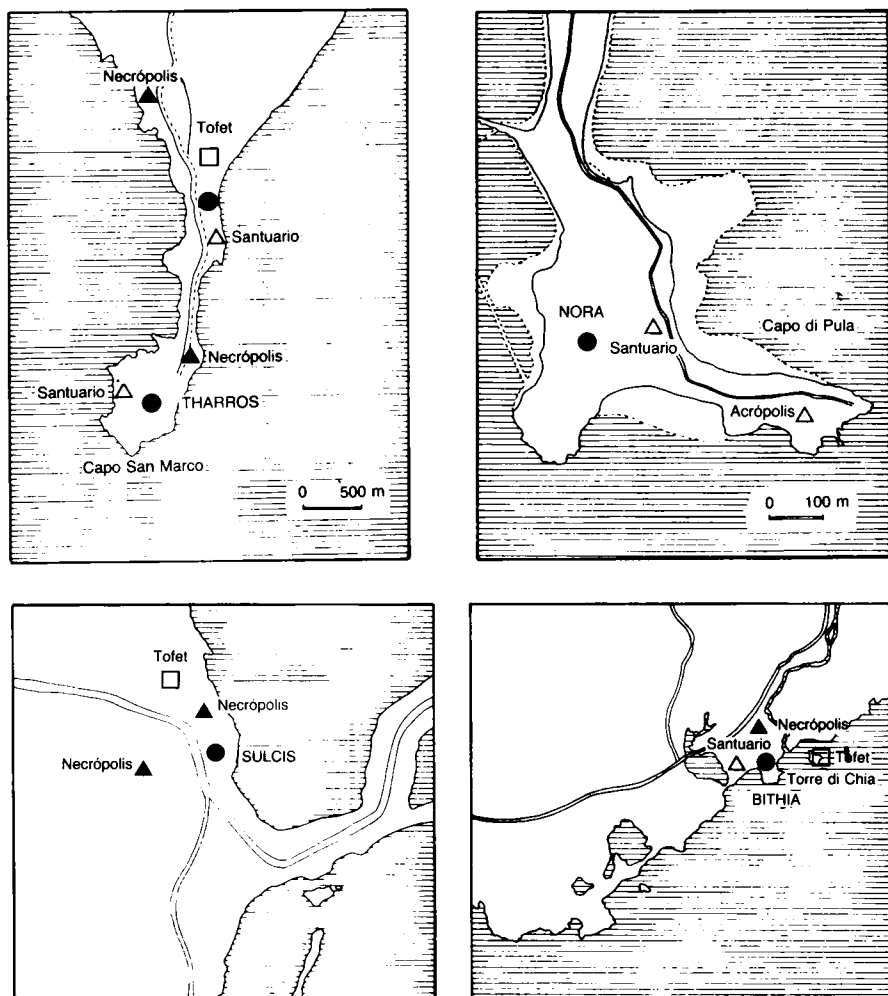 Necrópolis
Tofet
Santuario
Necrópolis
Santuario
THARROS
Capo San Marco
0 500 m
NORA
Santuario
Capo di Pula
Acrópolis
0 100 m
Tofet
Necrópolis
SULCIS
Necrópolis
Necrópolis
Santuario
Tofet
Torre di Chia
BITHIA